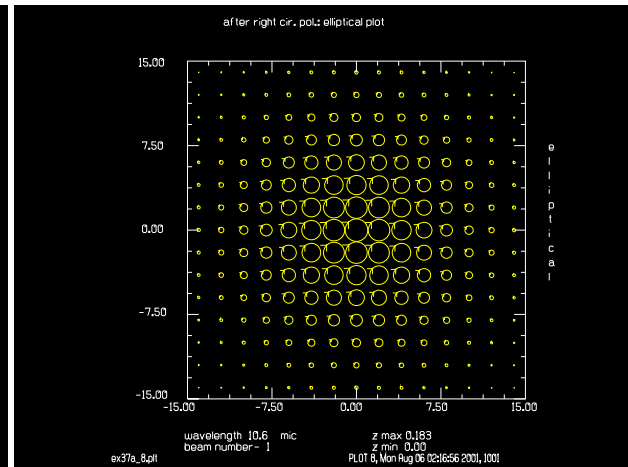 after right cir. pol.: elliptical plot
15.00
7.50
0.00
-7.50
-15.00
-15.00 -7.50 0.00 7.50 15.00
elliptical
wavelength 10.6 mic z max 0.183
beam number- 1 z min 0.00
ex37a_8.plt PLOT 8, Mon Aug 06 02:16:56 2001, 1001